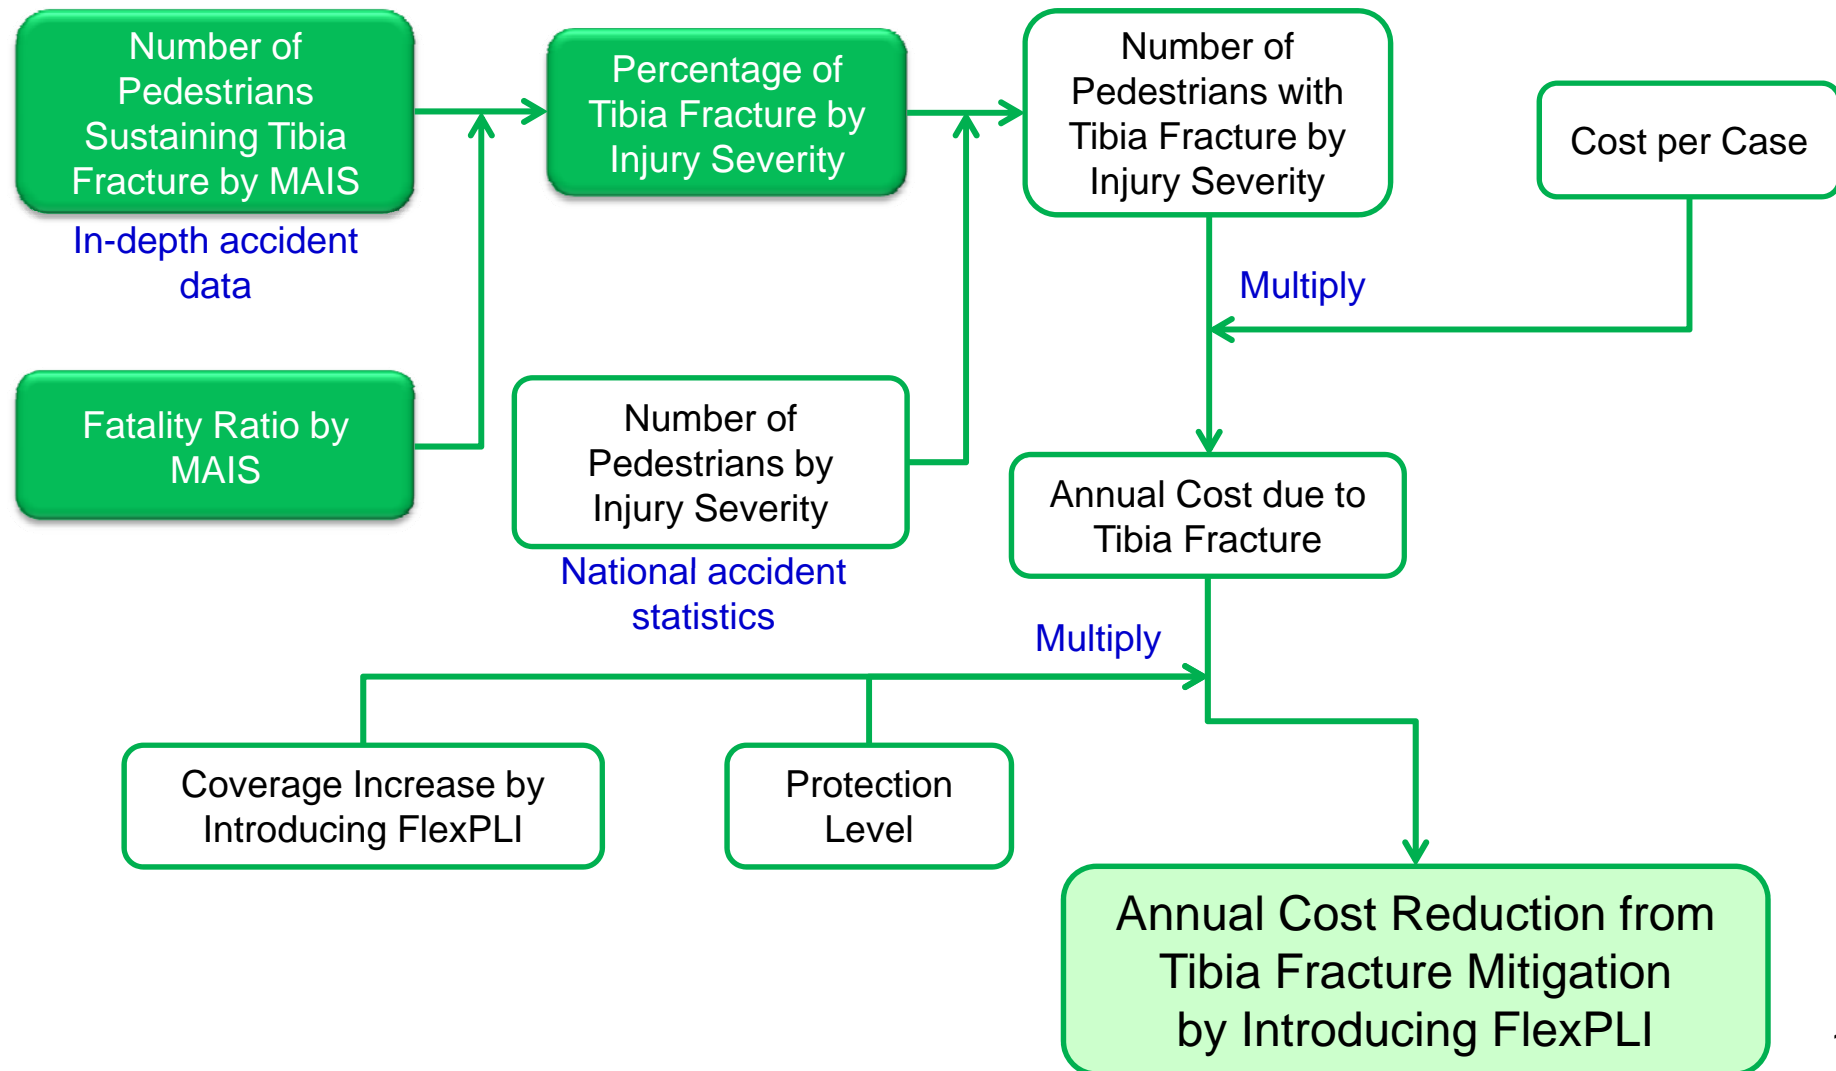 Number of
Pedestrians
Sustaining Tibia
Fracture by MAIS
In-depth accident
data
Percentage of
Tibia Fracture by
Injury Severity
Number of
Pedestrians with
Tibia Fracture by
Injury Severity
Cost per Case
Multiply
Fatality Ratio by
MAIS
Number of
Pedestrians by
Injury Severity
National accident
statistics
Annual Cost due to
Tibia Fracture
Multiply
Coverage Increase by
Introducing FlexPLI
Protection
Level
Annual Cost Reduction from
Tibia Fracture Mitigation
by Introducing FlexPLI